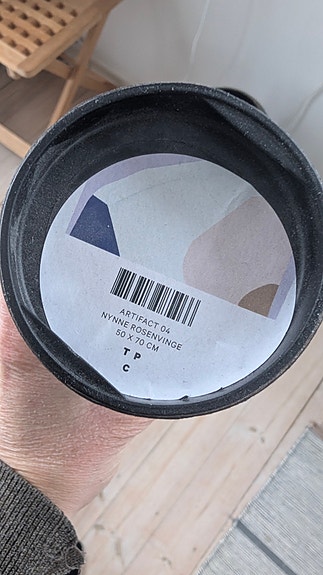 ARTIFACT 04
NYNNE ROSENVINGE
50 X 70 CM
T P
C